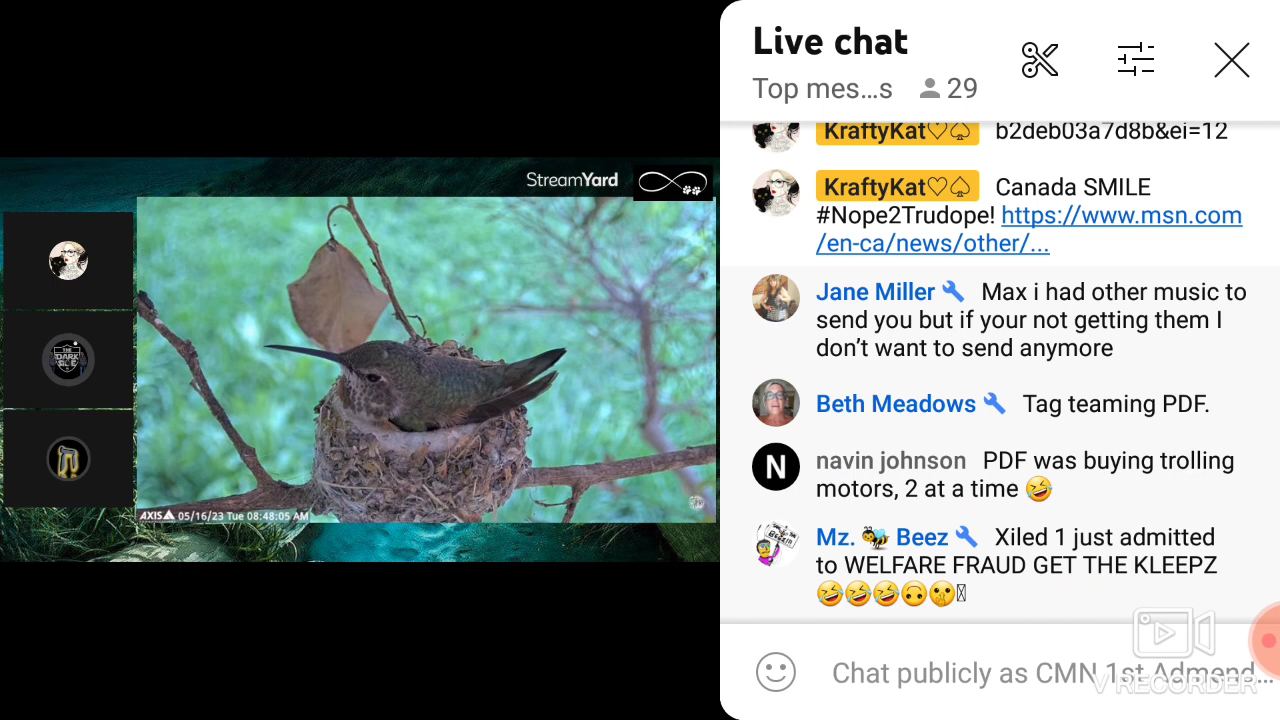 Live chat
Top mes...s 29
KraftyKat♡♤ b2deb03a7d8b&ei=12
KraftyKat♡♤ Canada SMILE
#Nope2Trudope! https://www.msn.com
/en-ca/news/other/...
Jane Miller Max i had other music to
send you but if your not getting them I
don't want to send anymore
Beth Meadows Tag teaming PDF.
N navin johnson PDF was buying trolling
motors, 2 at a time 🤣
Mz. 🐝 Beez Xiled 1 just admitted
to WELFARE FRAUD GET THE KLEEPZ
🤣🤣🤣🙃🤫
Chat publicly as CMN 1st Admend...
V RECORDER
StreamYard
THE DARK SIDE
AXIS 05/16/23 Tue 08:48:05 AM